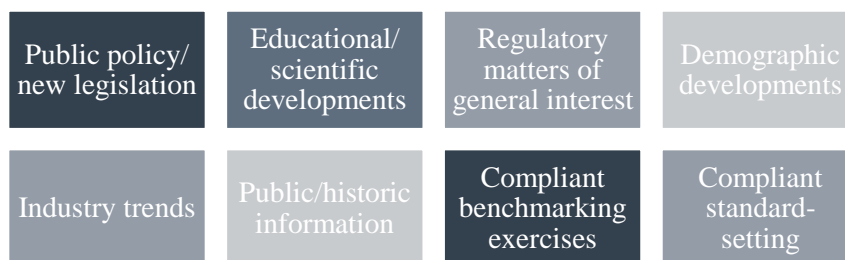 Public policy/
new legislation
Educational/
scientific
developments
Regulatory
matters of
general interest
Demographic
developments
Industry trends
Public/historic
information
Compliant
benchmarking
exercises
Compliant
standard-
setting